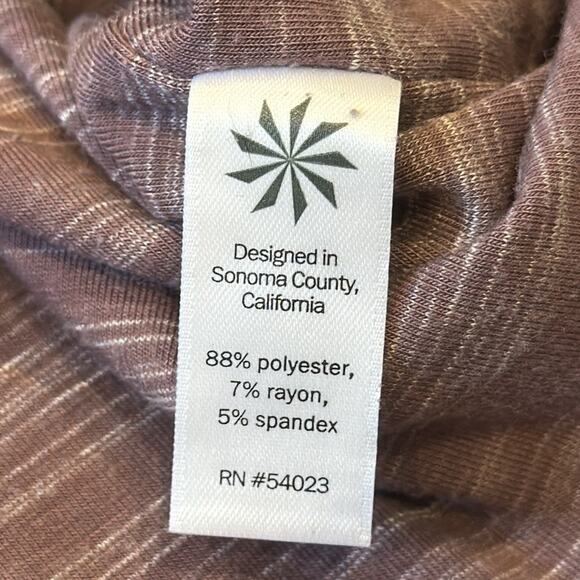 Designed in
Sonoma County,
California
88% polyester,
7% rayon,
5% spandex
RN #54023